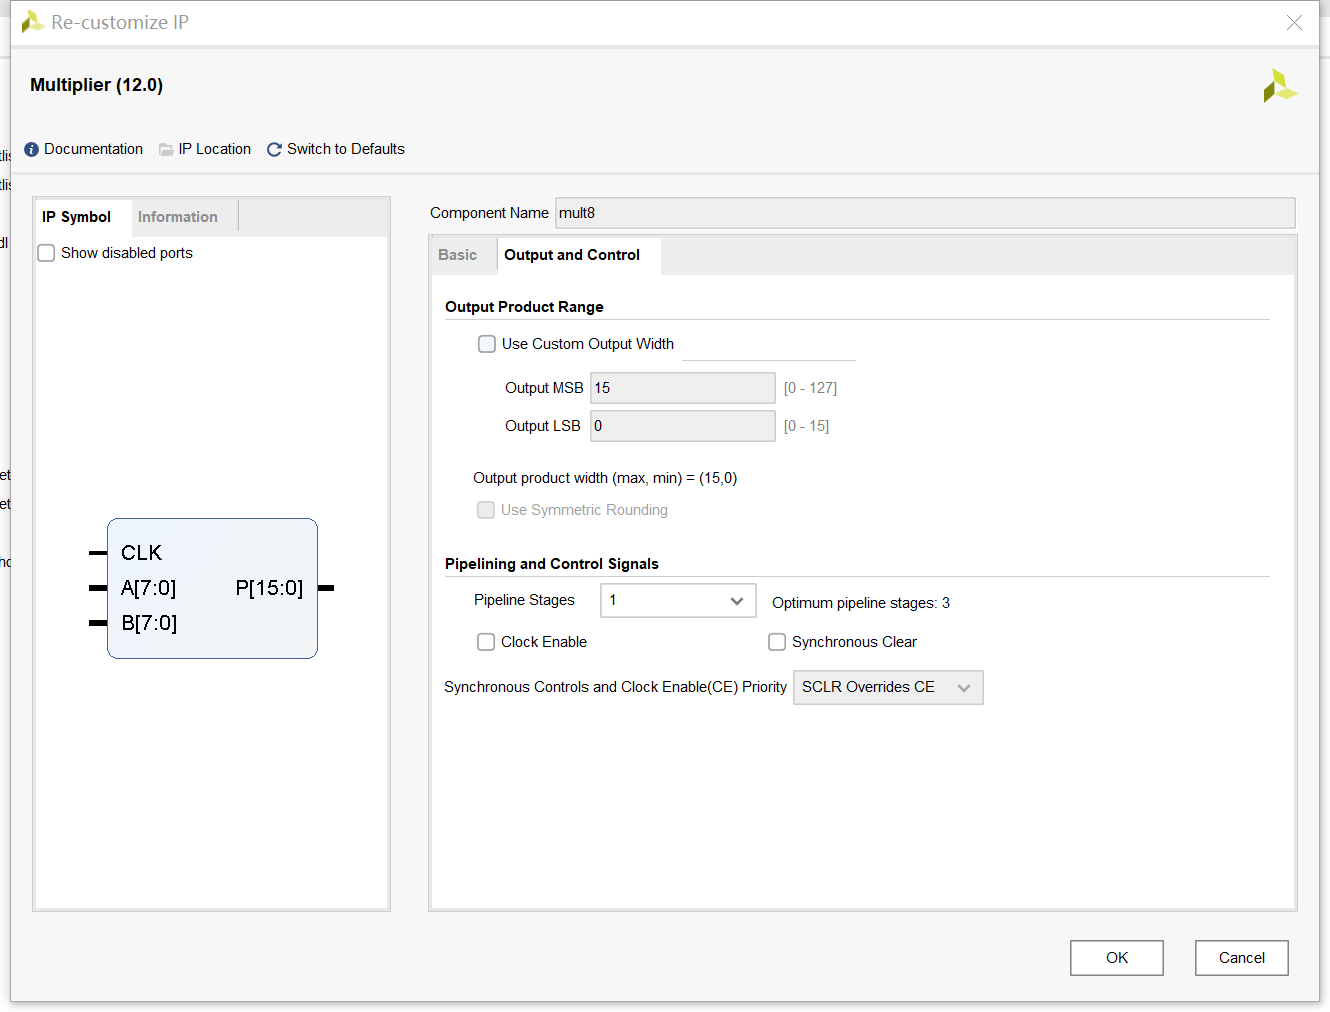 Re-customize IP
Multiplier (12.0)
Documentation
IP Location
Switch to Defaults
IP Symbol
Information
Show disabled ports
CLK
A[7:0]
P[15:0]
B[7:0]
Component Name
mult8
Basic
Output and Control
Output Product Range
Use Custom Output Width
Output MSB
15
[0 - 127]
Output LSB
0
[0 - 15]
Output product width (max, min) = (15,0)
Use Symmetric Rounding
Pipelining and Control Signals
Pipeline Stages
1
Optimum pipeline stages: 3
Clock Enable
Synchronous Clear
Synchronous Controls and Clock Enable(CE) Priority
SCLR Overrides CE
OK
Cancel